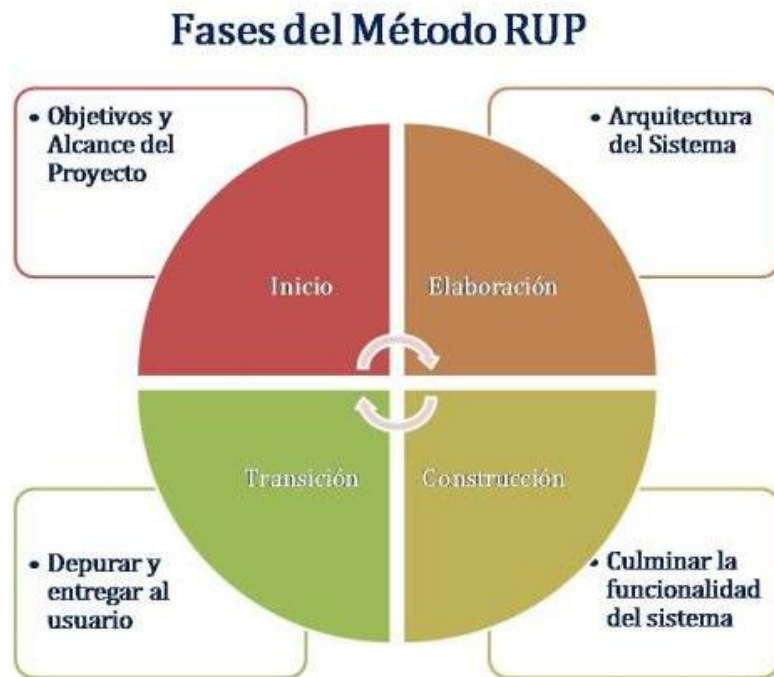 Fases del Método RUP
• Objetivos y
Alcance del
Proyecto
• Arquitectura
del Sistema
Inicio
Elaboración
Transición
Construcción
• Depurar y
entregar al
usuario
• Culminar la
funcionalidad
del sistema